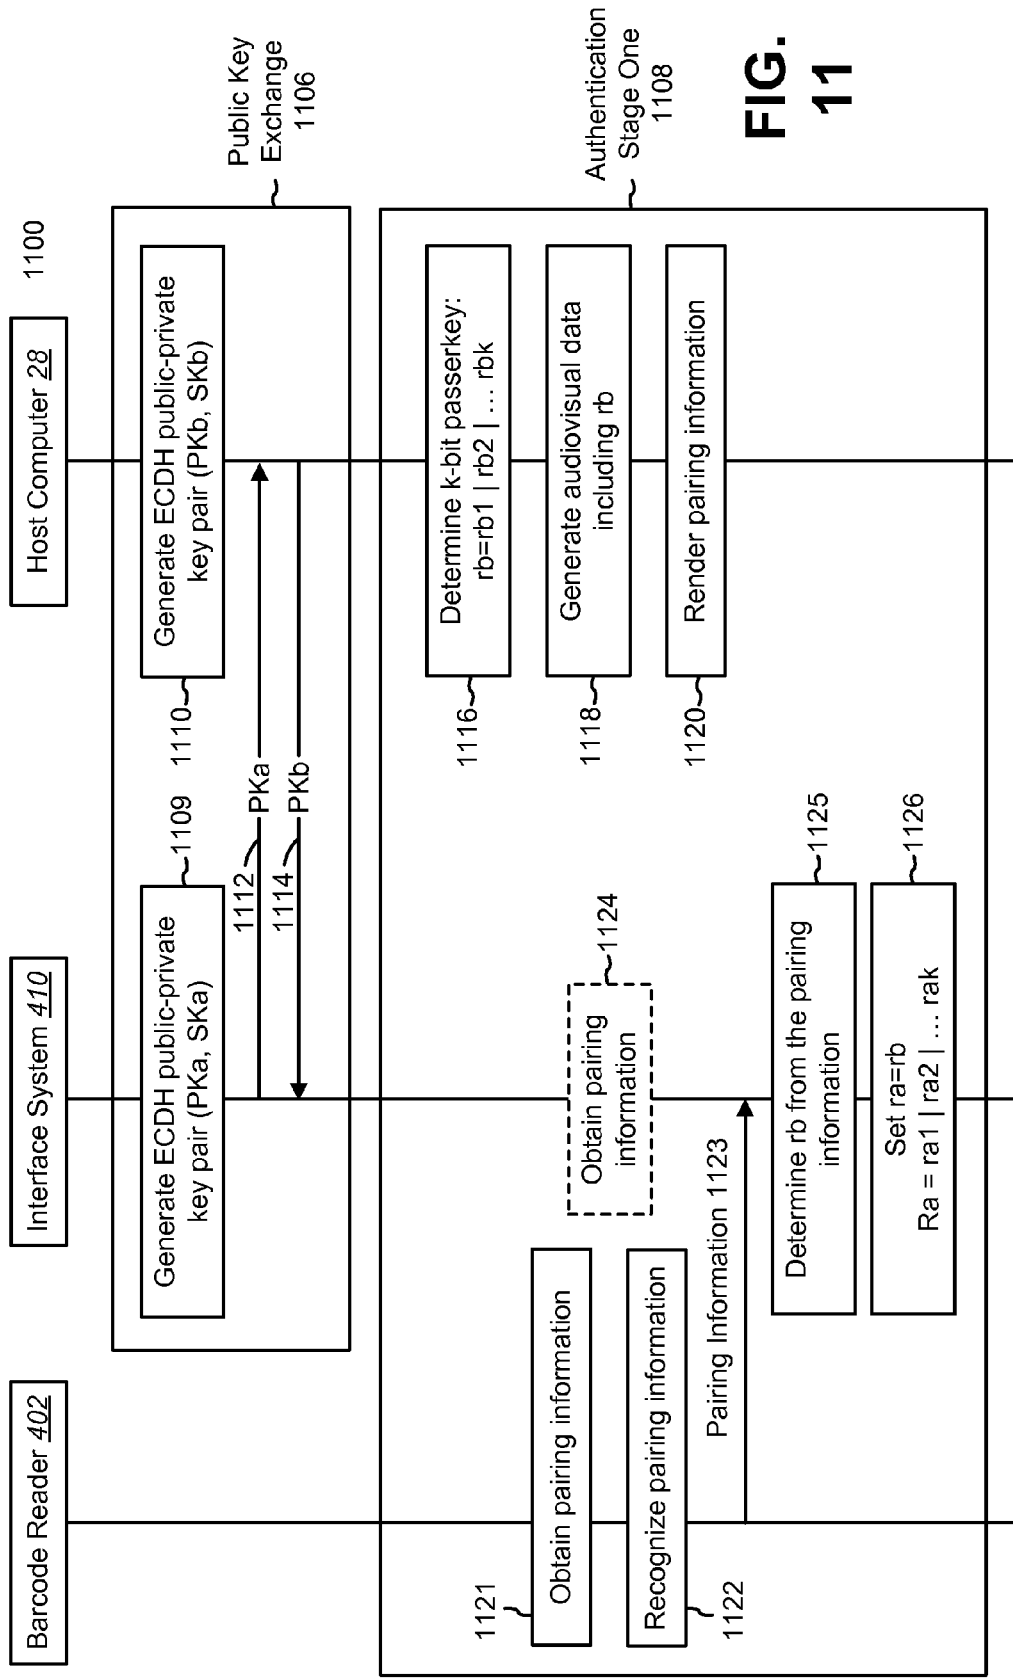 Barcode Reader 402
Interface System 410
Host Computer 28
1100
Generate ECDH public-private
key pair (PKa, SKa)
1109
1110
Generate ECDH public-private
key pair (PKb, SKb)
Public Key
Exchange
1106
1112
PKa
1114
PKb
1116
Determine k-bit passerkey:
rb=rb1 | rb2 | ... rbk
Authentication
Stage One
1108
1121
Obtain pairing information
1118
Generate audiovisual data
including rb
Obtain pairing
information
1124
1122
Recognize pairing information
1120
Render pairing information
Pairing Information 1123
Determine rb from the pairing
information
1125
Set ra=rb
Ra = ra1 | ra2 | ... rak
1126
FIG.
11